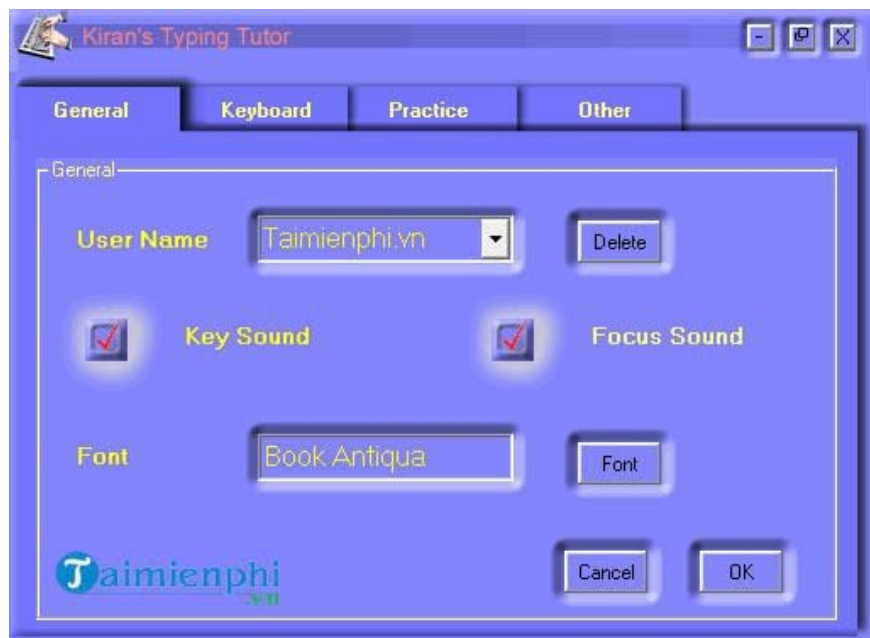 Kiran's Typing Tutor
General Keyboard Practice Other
General
User Name Taimienphi.vn Delete
Key Sound Focus Sound
Font Book Antiqua Font
Taimienphi
.vn
Cancel OK